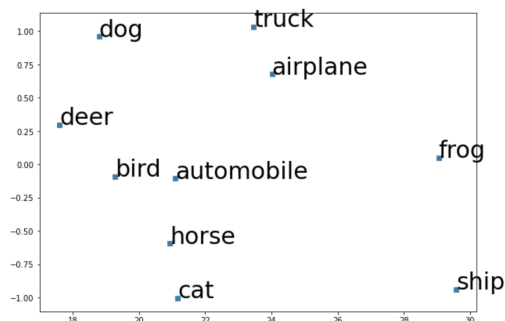 truck
dog
1.00
0.75
airplane
0.50
deer
0.25
frog
0.00
bird
automobile
−0.25
−0.50
horse
−0.75
ship
cat
−1.00
18 20 22 24 26 28 30